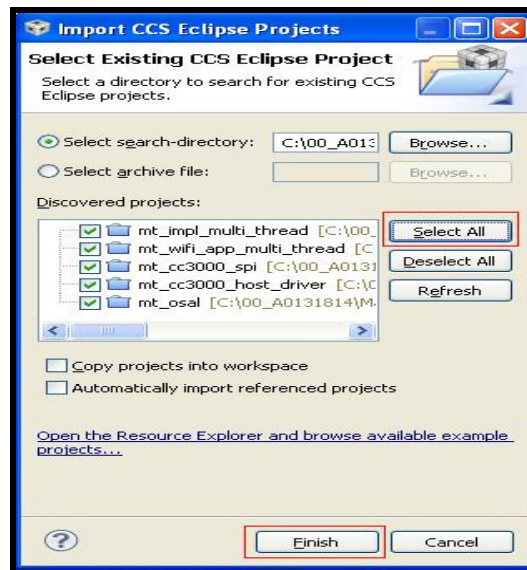 Import CCS Eclipse Projects
Select Existing CCS Eclipse Project
Select a directory to search for existing CCS
Eclipse projects.
Select search-directory: C:\00_A013 Browse...
Select archive file: Browse...
Discovered projects:
mt_impl_multi_thread [C:\00_ Select All
mt_wifi_app_multi_thread [C
mt_cc3000_spi [C:\00_A0131 Deselect All
mt_cc3000_host_driver [C:\ Refresh
mt_osal [C:\00_A0131814\M
Copy projects into workspace
Automatically import referenced projects
Open the Resource Explorer and browse available example
projects...
Finish Cancel